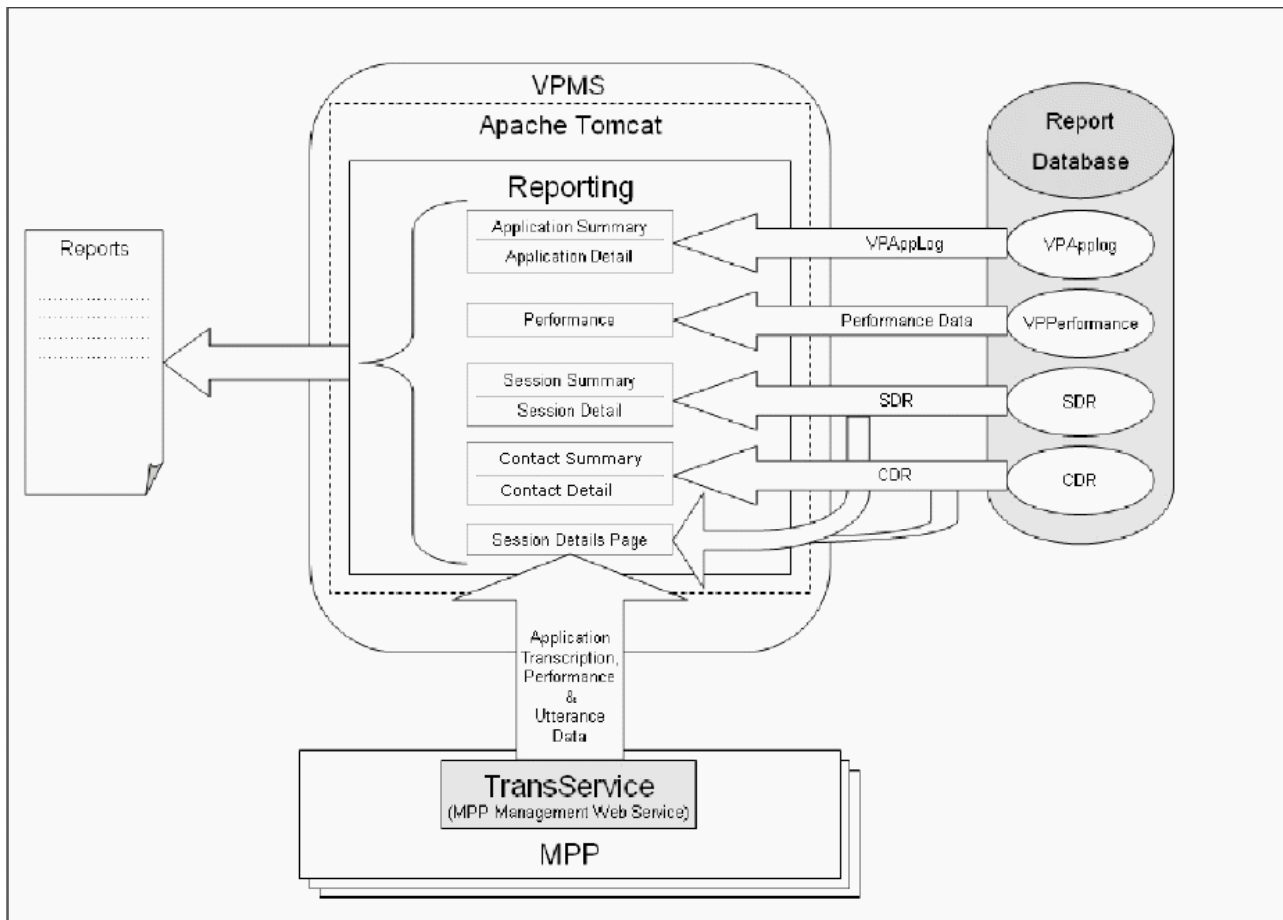 VPMS
Apache Tomcat
Reporting
Report
Database
Reports
Application Summary
Application Detail
VPAppLog
VPApplog
Performance
Performance Data
VPPerformance
Session Summary
Session Detail
SDR
SDR
Contact Summary
Contact Detail
CDR
CDR
Session Details Page
Application
Transcription,
Performance
&
Utterance
Data
TransService
(MPP Management Web Service)
MPP